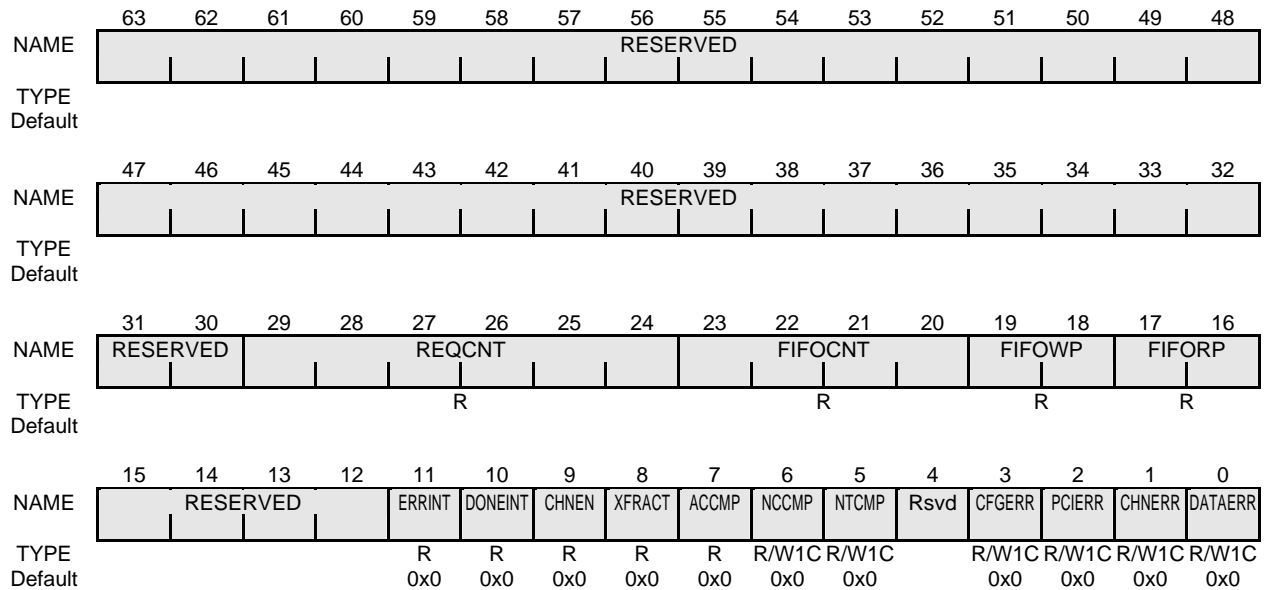 63 62 61 60 59 58 57 56 55 54 53 52 51 50 49 48
NAME RESERVED
TYPE
Default
47 46 45 44 43 42 41 40 39 38 37 36 35 34 33 32
NAME RESERVED
TYPE
Default
31 30 29 28 27 26 25 24 23 22 21 20 19 18 17 16
NAME RESERVED REQCNT FIFOCNT FIFOWP FIFORP
TYPE R R R R
Default
15 14 13 12 11 10 9 8 7 6 5 4 3 2 1 0
NAME RESERVED ERRINT DONEINT CHNEN XFRACT ACCMP NCCMP NTCMP Rsvd CFGERR PCIERR CHNERR DATAERR
TYPE R R R R R R/W1C R/W1C R/W1C R/W1C R/W1C R/W1C
Default 0x0 0x0 0x0 0x0 0x0 0x0 0x0 0x0 0x0 0x0 0x0